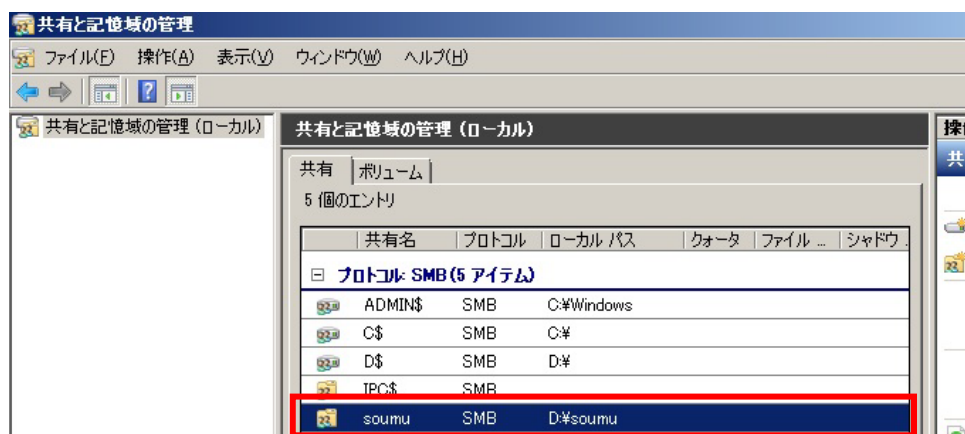 共有と記憶域の管理
ファイル(F) 操作(A) 表示(V) ウィンドウ(W) ヘルプ(H)
共有と記憶域の管理 (ローカル)
共有と記憶域の管理 (ローカル)
共有 ボリューム
5 個のエントリ
共有名 プロトコル ローカル パス クォータ ファイル ... シャドウ
プロトコル: SMB (5 アイテム)
ADMIN$ SMB C:¥Windows
C$ SMB C:¥
D$ SMB D:¥
IPC$ SMB
soumu SMB D:¥soumu
操
共